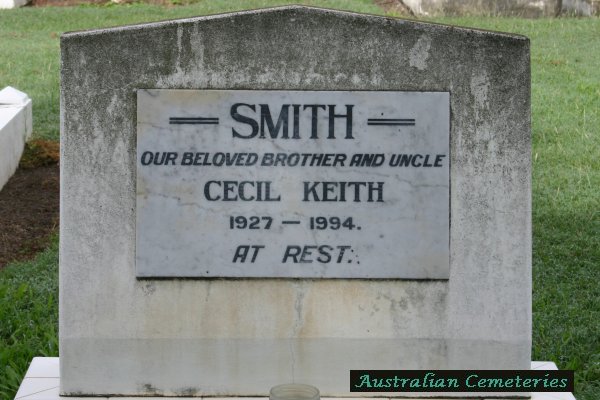 SMITH
OUR BELOVED BROTHER AND UNCLE
CECIL KEITH
1927 — 1994.
AT REST.
Australian Cemeteries